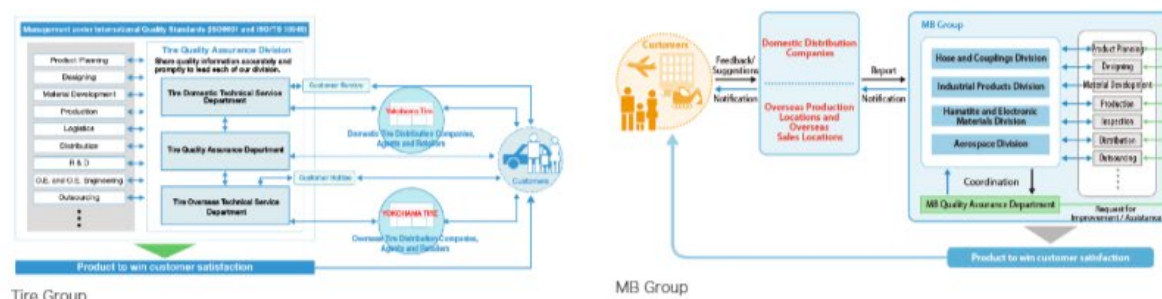 Management under International Quality Standards (ISO9001 and ISO/TS 16949)
Tire Quality Assurance Division
Share quality information accurately and
promptly to lead each of our division.
Product Planning
Designing
Material Development
Production
Logistics
Distribution
R & D
O.E. and O.E. Engineering
Outsourcing
Tire Domestic Technical Service
Department
Tire Quality Assurance Department
Tire Overseas Technical Service
Department
Customer Service
Yokohama Tire
Domestic Tire Distribution Companies,
Agents and Retailers
Customer Hotline
YOKOHAMA TIRE
Overseas Tire Distribution Companies,
Agents and Retailers
Customers
Product to win customer satisfaction
Tire Group
Customers
Feedback/
Suggestions
Notification
Domestic Distribution
Companies
Overseas Production
Locations and
Overseas
Sales Locations
Report
Notification
MB Group
Hose and Couplings Division
Industrial Products Division
Hamatite and Electronic
Materials Division
Aerospace Division
Coordination
MB Quality Assurance Department
Product Planning
Designing
Material Development
Production
Inspection
Distribution
Outsourcing
Request for
Improvement / Assistance
Product to win customer satisfaction
MB Group